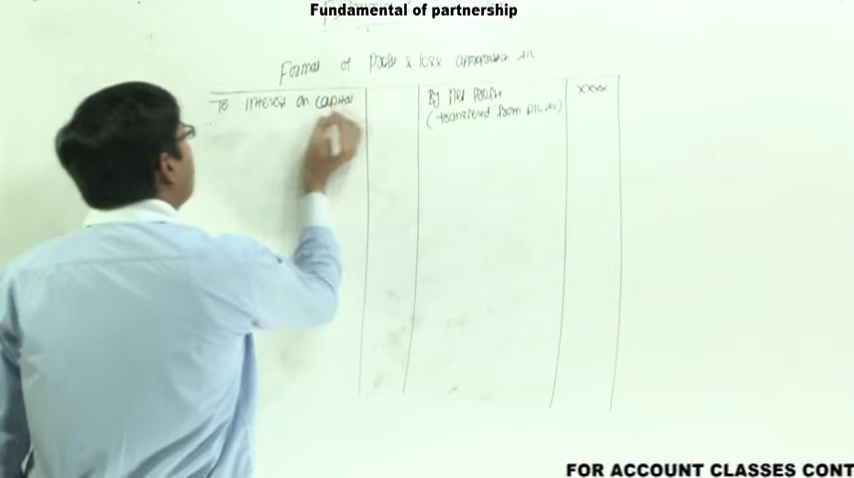 Fundamental of partnership
Format of Profit & loss appropriation A/c
To Interest on capital
By Net Profit
(transfered from P/L A/c)
xxxx
FOR ACCOUNT CLASSES CONT